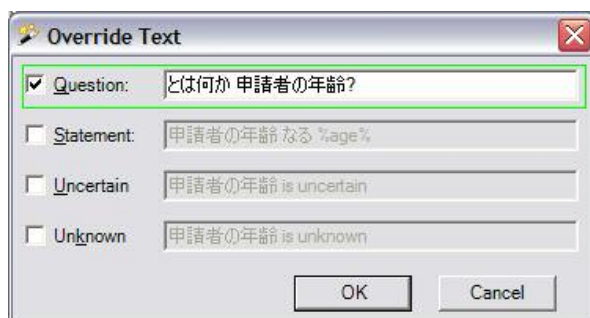 Override Text
Question: とは何か 申請者の年齢?
Statement: 申請者の年齢 なる %age%
Uncertain 申請者の年齢 is uncertain
Unknown 申請者の年齢 is unknown
OK Cancel